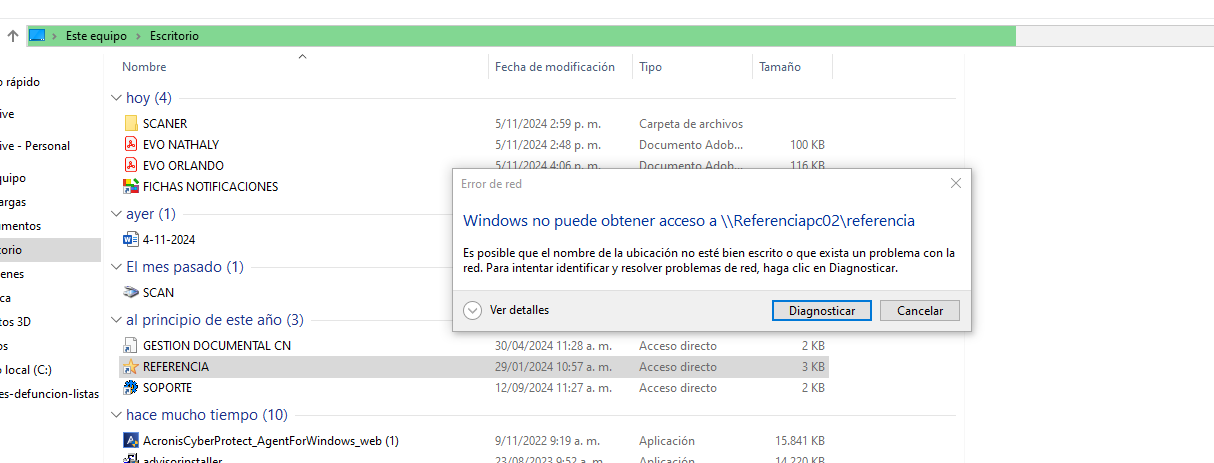 Este equipo > Escritorio
Nombre Fecha de modificación Tipo Tamaño
o rápido
ive
ive - Personal
quipo
argas
umentos
torio
enes
ca
tos 3D
os
o local (C:)
es-defuncion-listas
hoy (4)
SCANER 5/11/2024 2:59 p. m. Carpeta de archivos
EVO NATHALY 5/11/2024 2:48 p. m. Documento Adob... 100 KB
EVO ORLANDO 5/11/2024 4:06 p. m. Documento Adob... 116 KB
FICHAS NOTIFICACIONES
ayer (1)
4-11-2024
El mes pasado (1)
SCAN
al principio de este año (3)
GESTION DOCUMENTAL CN 30/04/2024 11:28 a. m. Acceso directo 2 KB
REFERENCIA 29/01/2024 10:57 a. m. Acceso directo 3 KB
SOPORTE 12/09/2024 11:27 a. m. Acceso directo 2 KB
hace mucho tiempo (10)
AcronisCyberProtect_AgentForWindows_web (1) 9/11/2022 9:19 a. m. Aplicación 15.841 KB
advisorinstaller 23/08/2023 9:52 a. m. Aplicación 14.220 KB
Error de red
Windows no puede obtener acceso a \\Referenciapc02\referencia
Es posible que el nombre de la ubicación no esté bien escrito o que exista un problema con la
red. Para intentar identificar y resolver problemas de red, haga clic en Diagnosticar.
Ver detalles
Diagnosticar
Cancelar